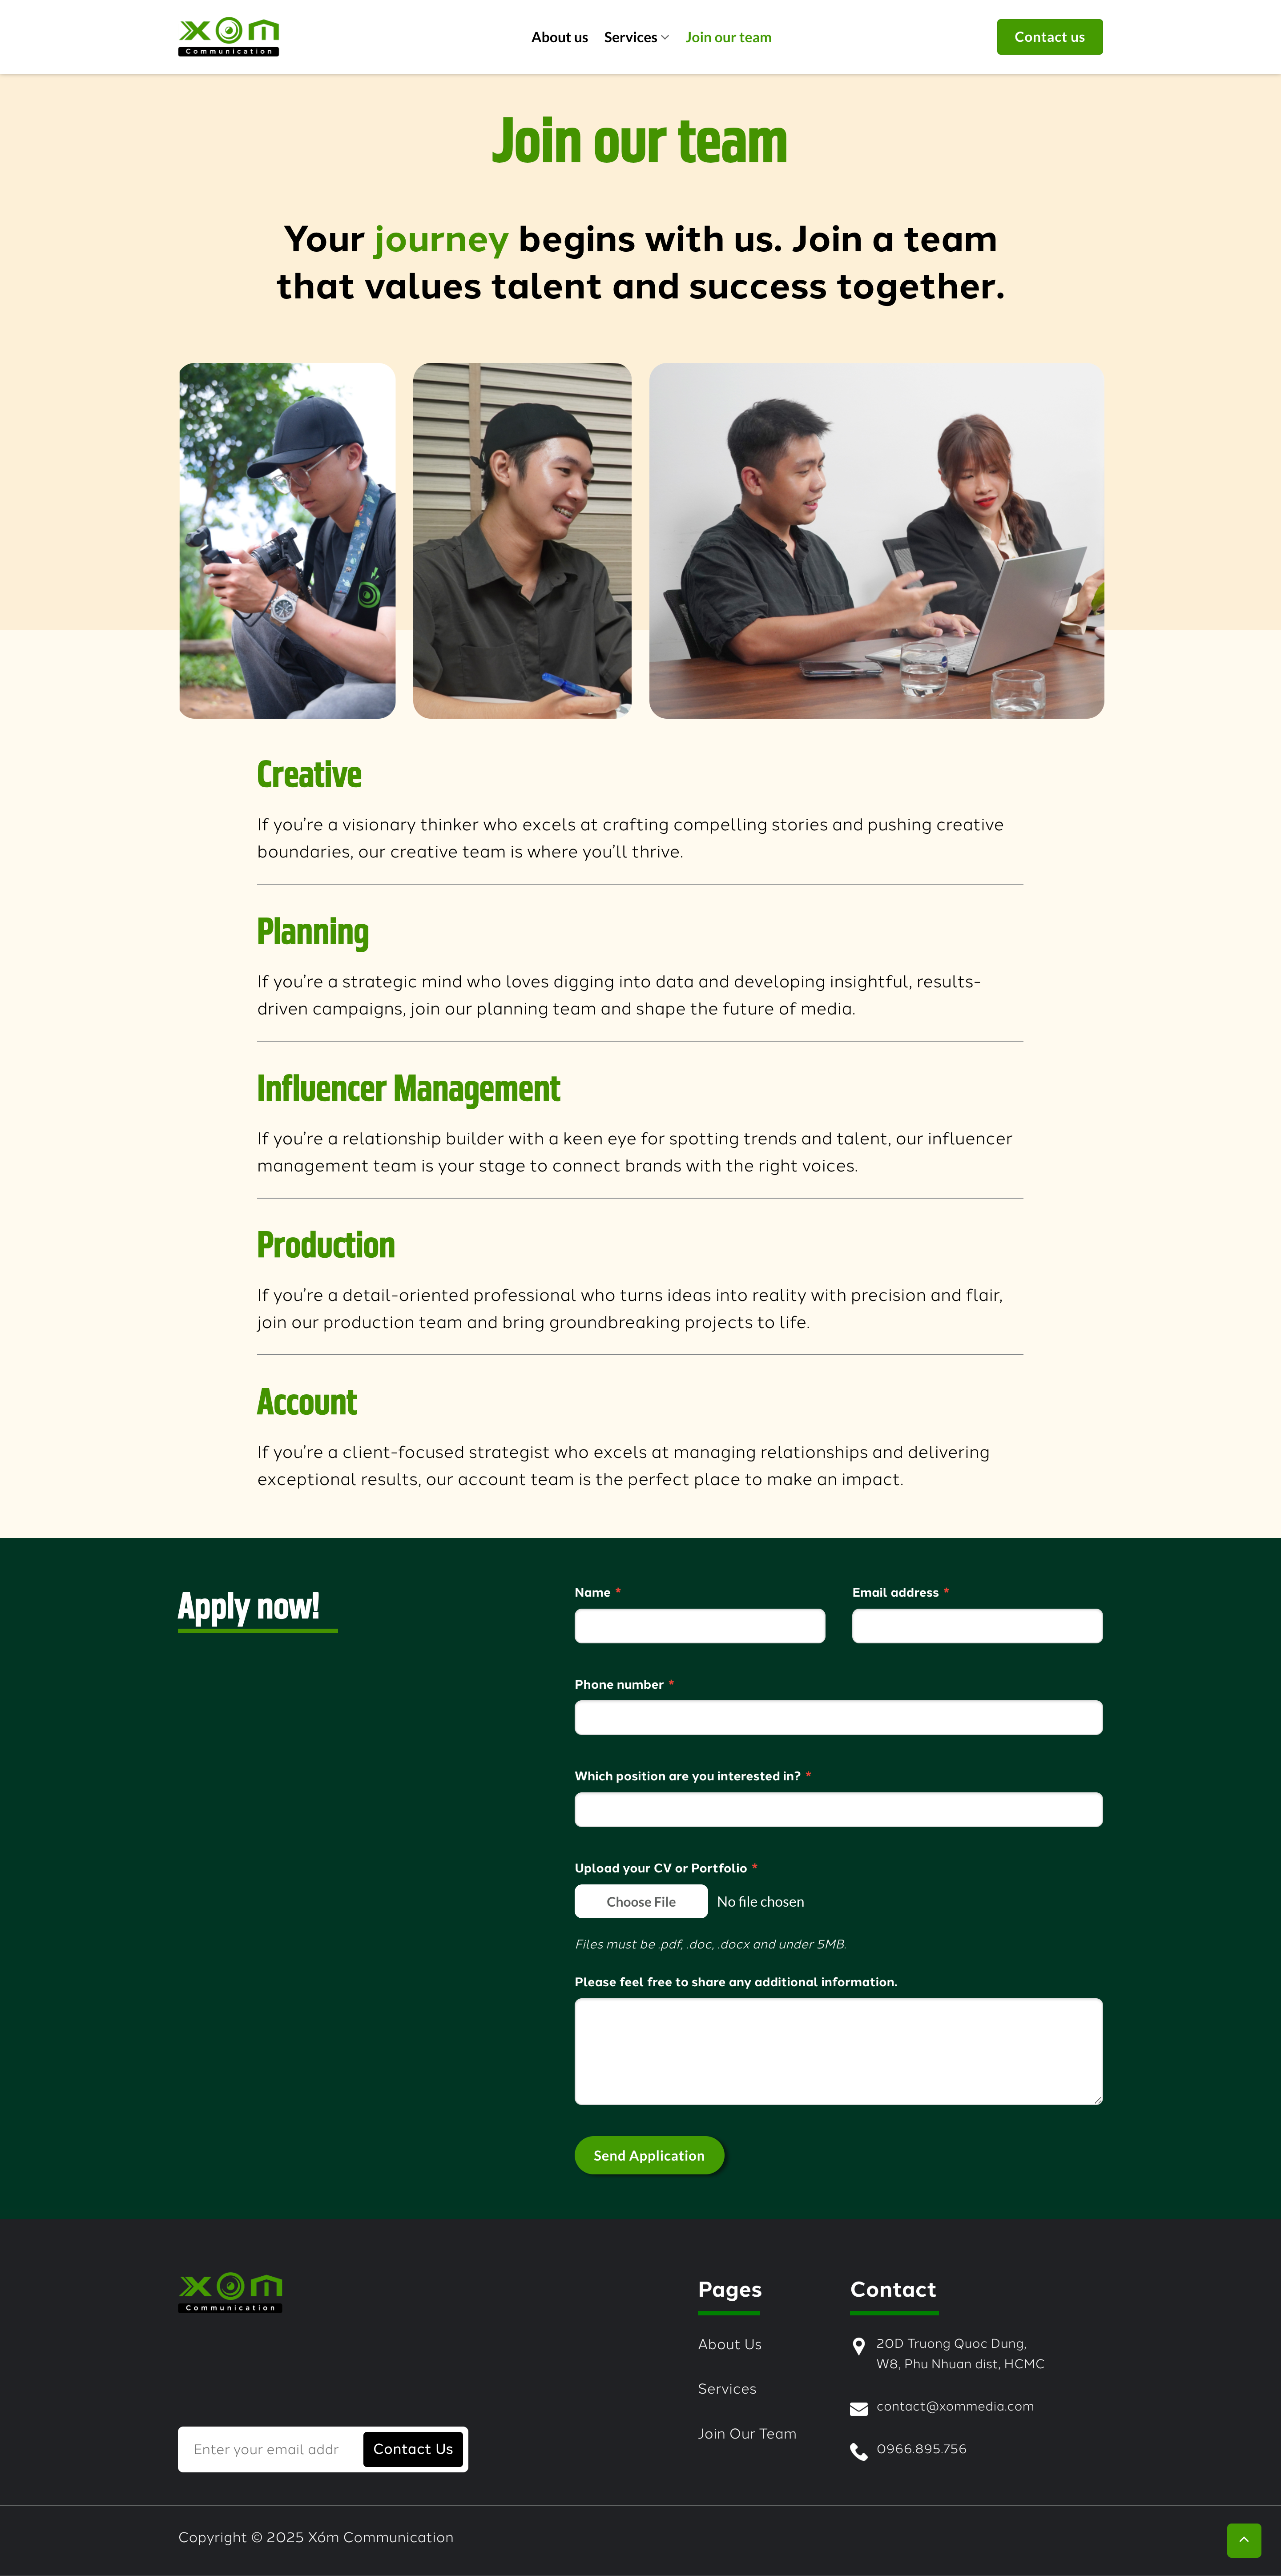 XOM
Communication
About us
Services
Join our team
Contact us
Join our team
Your journey begins with us. Join a team
that values talent and success together.
Creative
If you’re a visionary thinker who excels at crafting compelling stories and pushing creative
boundaries, our creative team is where you’ll thrive.
Planning
If you’re a strategic mind who loves digging into data and developing insightful, results-
driven campaigns, join our planning team and shape the future of media.
Influencer Management
If you’re a relationship builder with a keen eye for spotting trends and talent, our influencer
management team is your stage to connect brands with the right voices.
Production
If you’re a detail-oriented professional who turns ideas into reality with precision and flair,
join our production team and bring groundbreaking projects to life.
Account
If you’re a client-focused strategist who excels at managing relationships and delivering
exceptional results, our account team is the perfect place to make an impact.
Apply now!
Name *
Email address *
Phone number *
Which position are you interested in? *
Upload your CV or Portfolio *
Choose File
No file chosen
Files must be .pdf, .doc, .docx and under 5MB.
Please feel free to share any additional information.
Send Application
XOM
Communication
Enter your email addr
Contact Us
Pages
About Us
Services
Join Our Team
Contact
20D Truong Quoc Dung,
W8, Phu Nhuan dist, HCMC
contact@xommedia.com
0966.895.756
Copyright © 2025 Xóm Communication